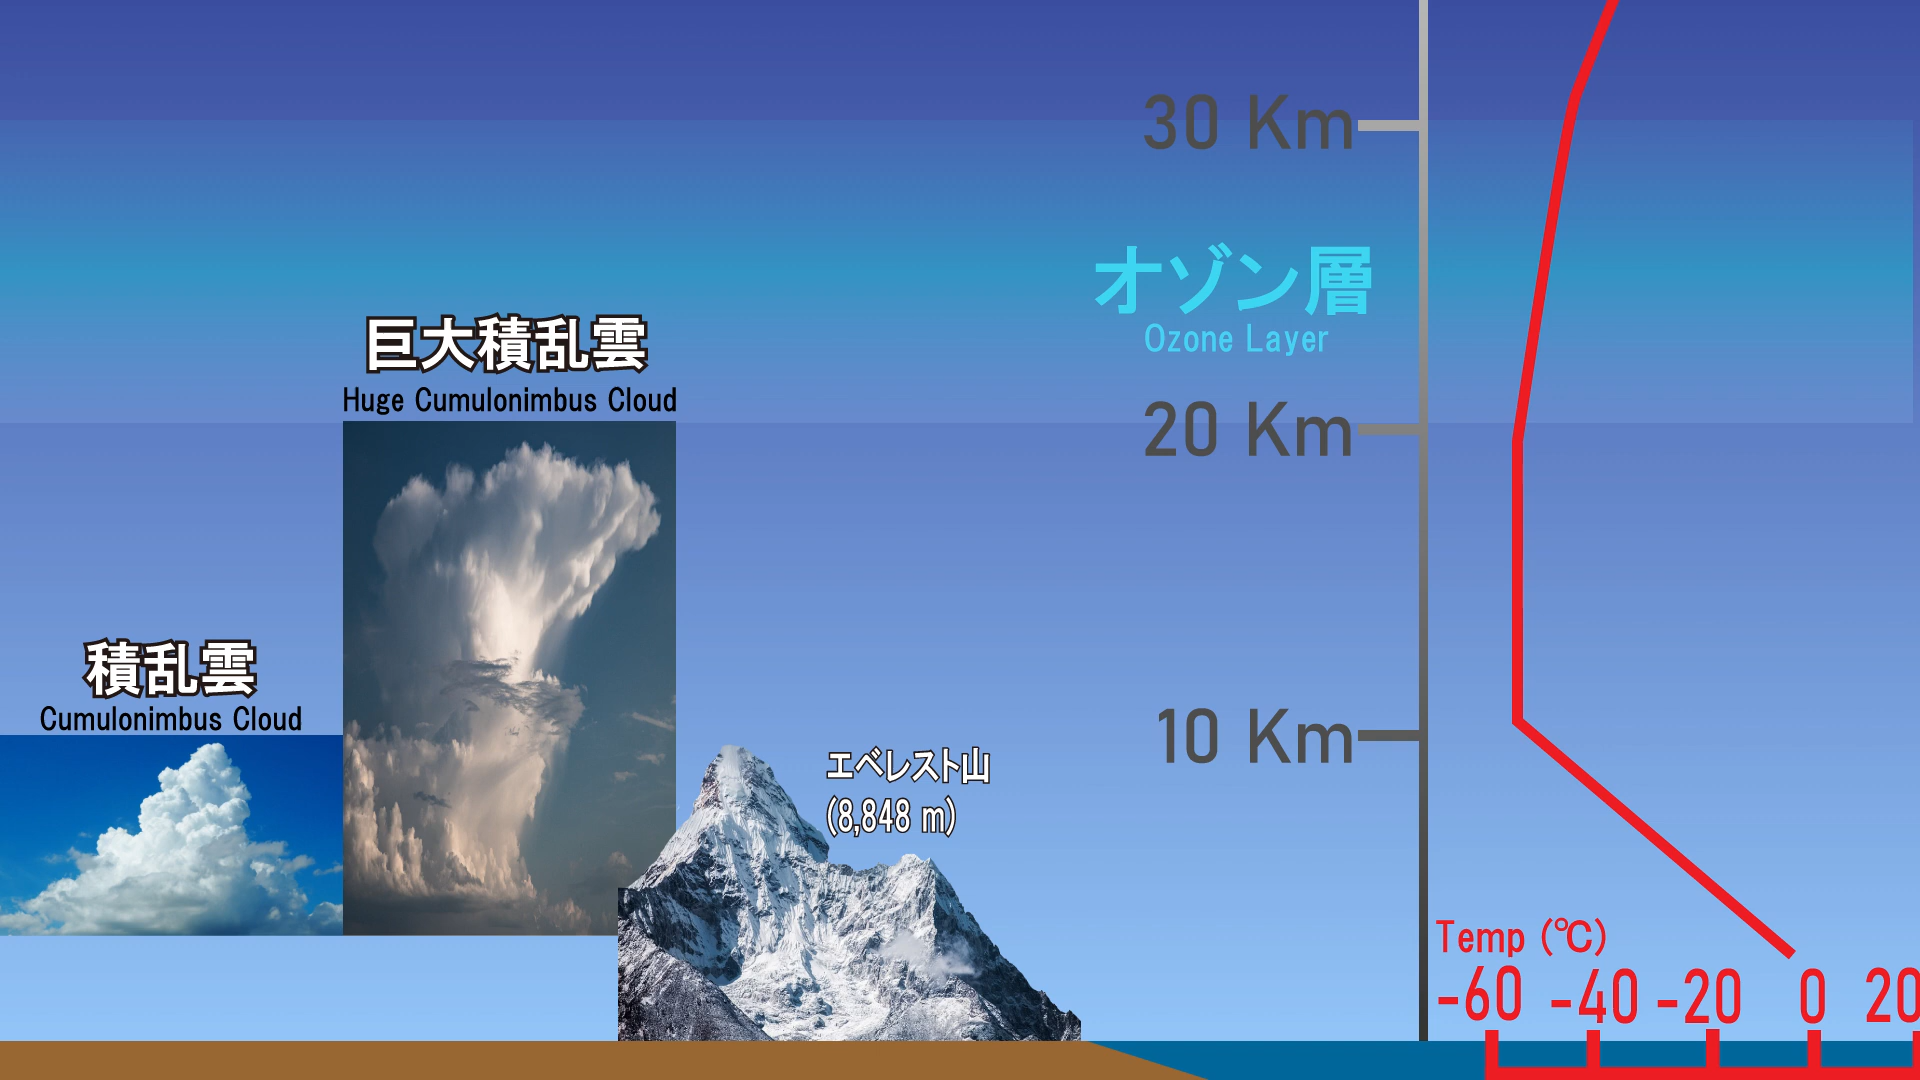 30 Km
オゾン層
Ozone Layer
巨大積乱雲
Huge Cumulonimbus Cloud
20 Km
積乱雲
Cumulonimbus Cloud
10 Km
エベレスト山
(8,848 m)
Temp (℃)
-60 -40 -20 0 20